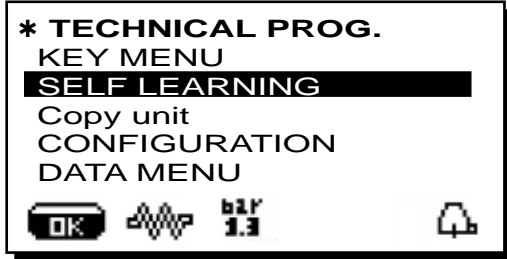 * TECHNICAL PROG.
KEY MENU
SELF LEARNING
Copy unit
CONFIGURATION
DATA MENU
OK
bar
1.3